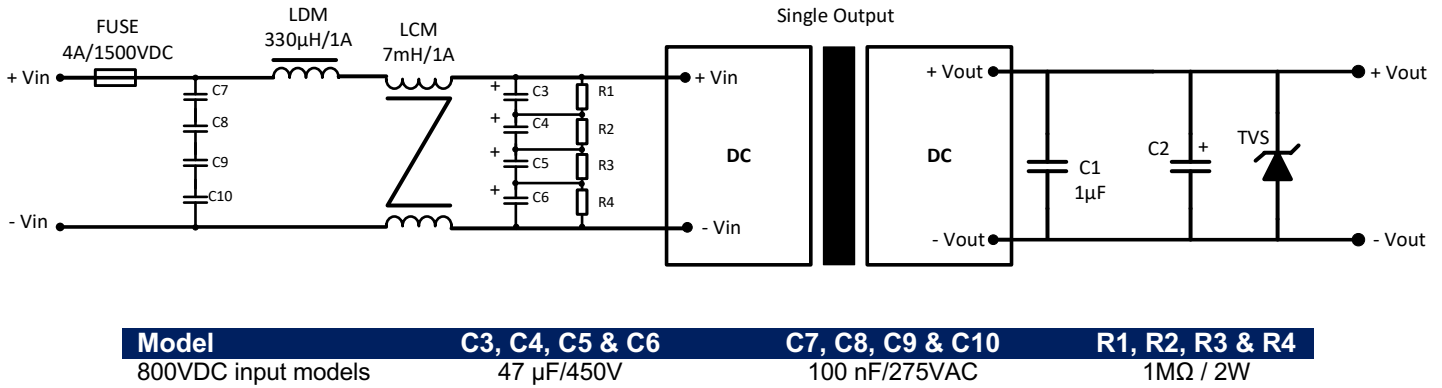 Single Output
FUSE
4A/1500VDC
LDM
330µH/1A
LCM
7mH/1A
+ Vin
C7
C8
C9
C10
- Vin
+ C3 R1
+ C4 R2
+ C5 R3
+ C6 R4
+ Vin
DC
- Vin
+ Vout
DC
- Vout
C1
1µF
C2 +
TVS
+ Vout
- Vout
Model C3, C4, C5 & C6 C7, C8, C9 & C10 R1, R2, R3 & R4
800VDC input models 47 µF/450V 100 nF/275VAC 1MΩ / 2W